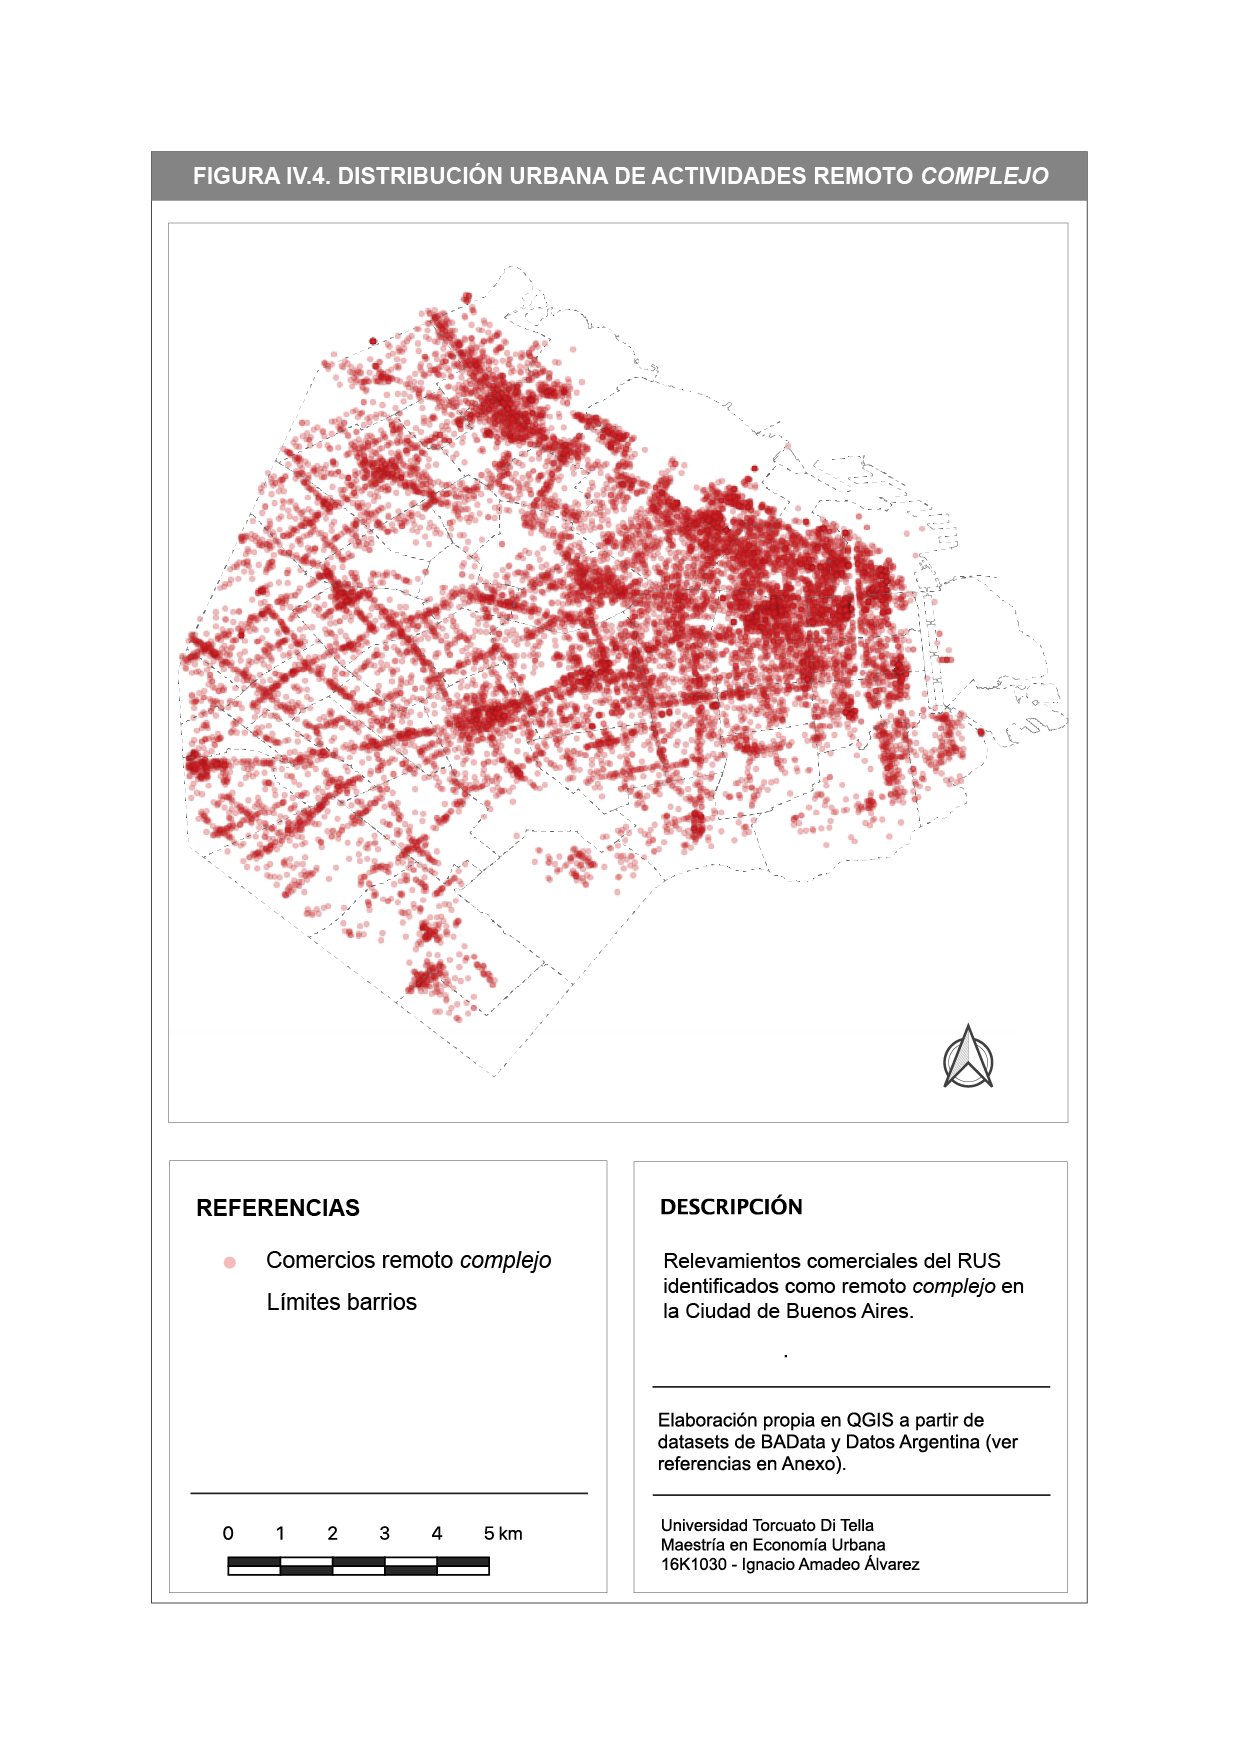 FIGURA IV.4. DISTRIBUCIÓN URBANA DE ACTIVIDADES REMOTO COMPLEJO
REFERENCIAS
Comercios remoto complejo
Límites barrios
0 1 2 3 4 5 km
DESCRIPCIÓN
Relevamientos comerciales del RUS
identificados como remoto complejo en
la Ciudad de Buenos Aires.
.
Elaboración propia en QGIS a partir de
datasets de BAData y Datos Argentina (ver
referencias en Anexo).
Universidad Torcuato Di Tella
Maestría en Economía Urbana
16K1030 - Ignacio Amadeo Álvarez